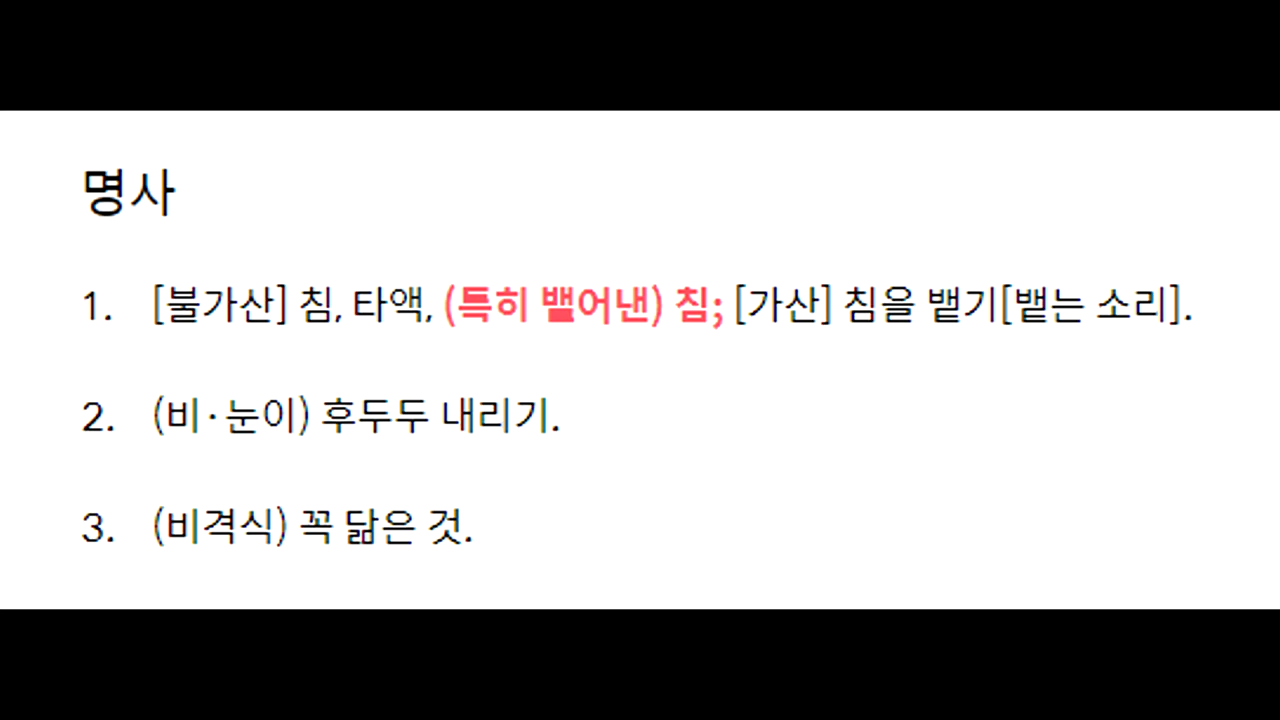 명사
1. [불가산] 침, 타액, (특히 뱉어낸) 침; [가산] 침을 뱉기[뱉는 소리].
2. (비·눈이) 후두두 내리기.
3. (비격식) 꼭 닮은 것.